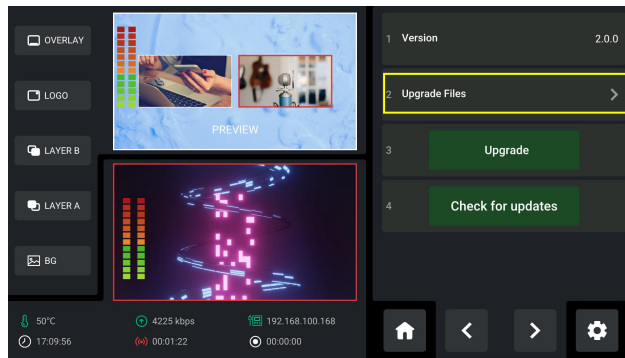 OVERLAY
LOGO
LAYER B
LAYER A
BG
PREVIEW
50°C
4225 kbps
192.168.100.168
17:09:56
00:01:22
00:00:00
1 Version 2.0.0
2 Upgrade Files
3 Upgrade
4 Check for updates